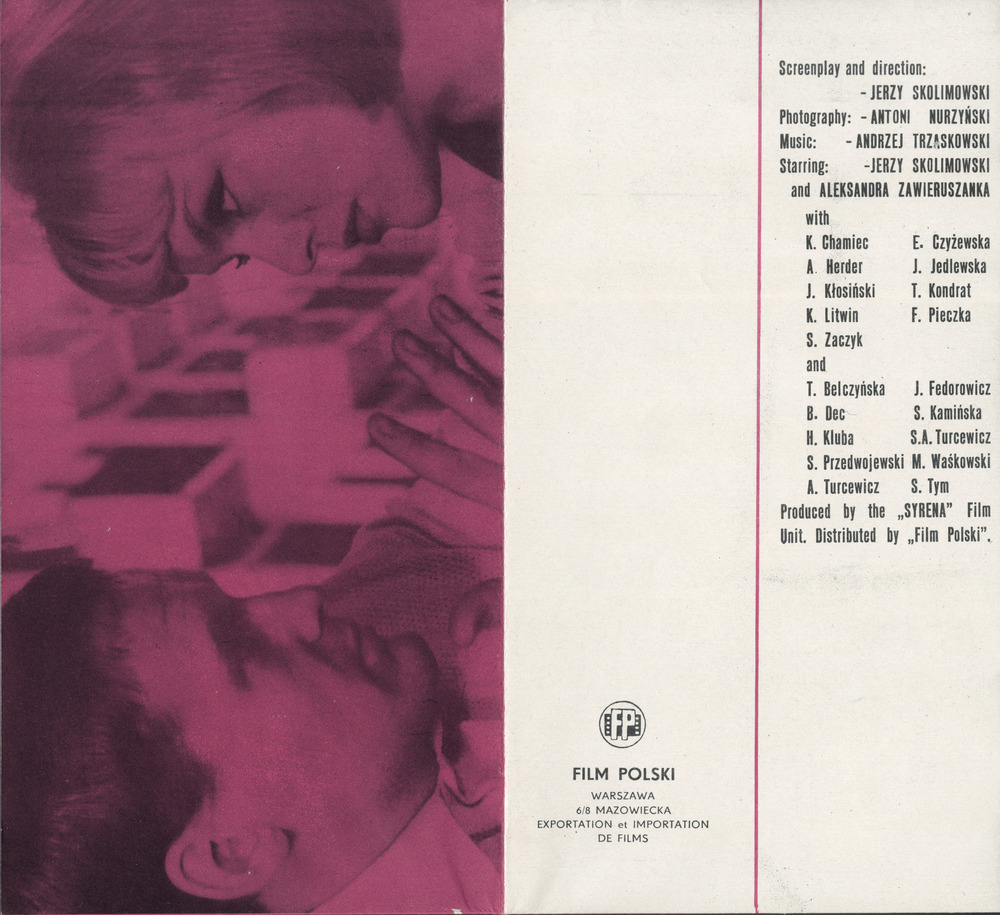 Screenplay and direction:
- JERZY SKOLIMOWSKI
Photography: - ANTONI NURZYŃSKI
Music: - ANDRZEJ TRZASKOWSKI
Starring: -JERZY SKOLIMOWSKI
and ALEKSANDRA ZAWIERUSZANKA
with
K. Chamiec E. Czyżewska
A. Herder J. Jedlewska
J. Kłosiński T. Kondrat
K. Litwin F. Pieczka
S. Zaczyk
and
T. Belczyńska J. Fedorowicz
B. Dec S. Kamińska
H. Kluba S.A. Turcewicz
S. Przedwojewski M. Waśkowski
A. Turcewicz S. Tym
Produced by the „SYRENA” Film
Unit. Distributed by „Film Polski”.
FP
FILM POLSKI
WARSZAWA
6/8 MAZOWIECKA
EXPORTATION et IMPORTATION
DE FILMS